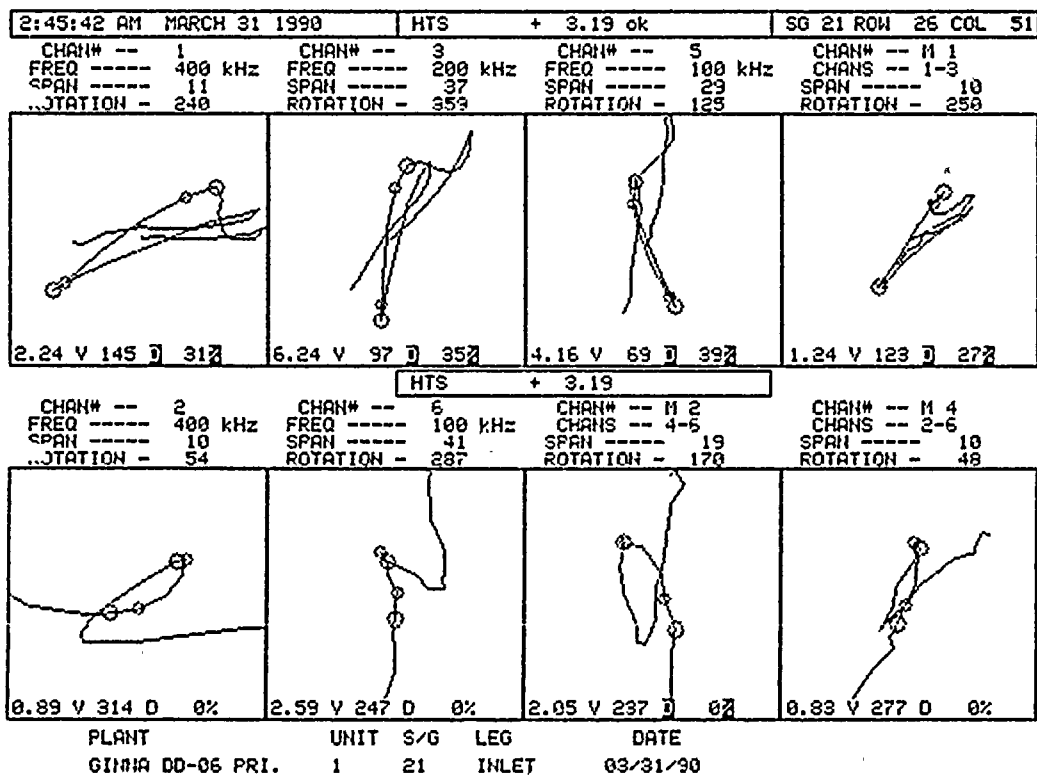 2:45:42 AM MARCH 31 1990 HTS + 3.19 ok SG 21 ROW 26 COL 51
CHAN# -- 1 CHAN# -- 3 CHAN# -- 5 CHAN# -- M 1
FREQ ----- 400 kHz FREQ ----- 200 kHz FREQ ----- 100 kHz CHANS ----- 1-3
SPAN ----- 11 SPAN ----- 37 SPAN ----- 29 SPAN ----- 10
ROTATION - 240 ROTATION - 359 ROTATION - 125 ROTATION - 250
2.24 V 145 D 31% 6.24 V 97 D 35% 4.16 V 69 D 39% 1.24 V 123 D 27%
HTS + 3.19
CHAN# -- 2 CHAN# -- 6 CHAN# -- M 2 CHAN# -- M 4
FREQ ----- 400 kHz FREQ ----- 100 kHz CHANS ----- 4-6 CHANS ----- 2-6
SPAN ----- 10 SPAN ----- 41 SPAN ----- 19 SPAN ----- 10
ROTATION - 54 ROTATION - 287 ROTATION - 170 ROTATION - 48
0.89 V 314 D 0% 2.59 V 247 D 0% 2.05 V 237 D 0% 0.83 V 277 D 0%
PLANT UNIT S/G LEG DATE
GINNA DD-06 PRI. 1 21 INLET 03/31/90